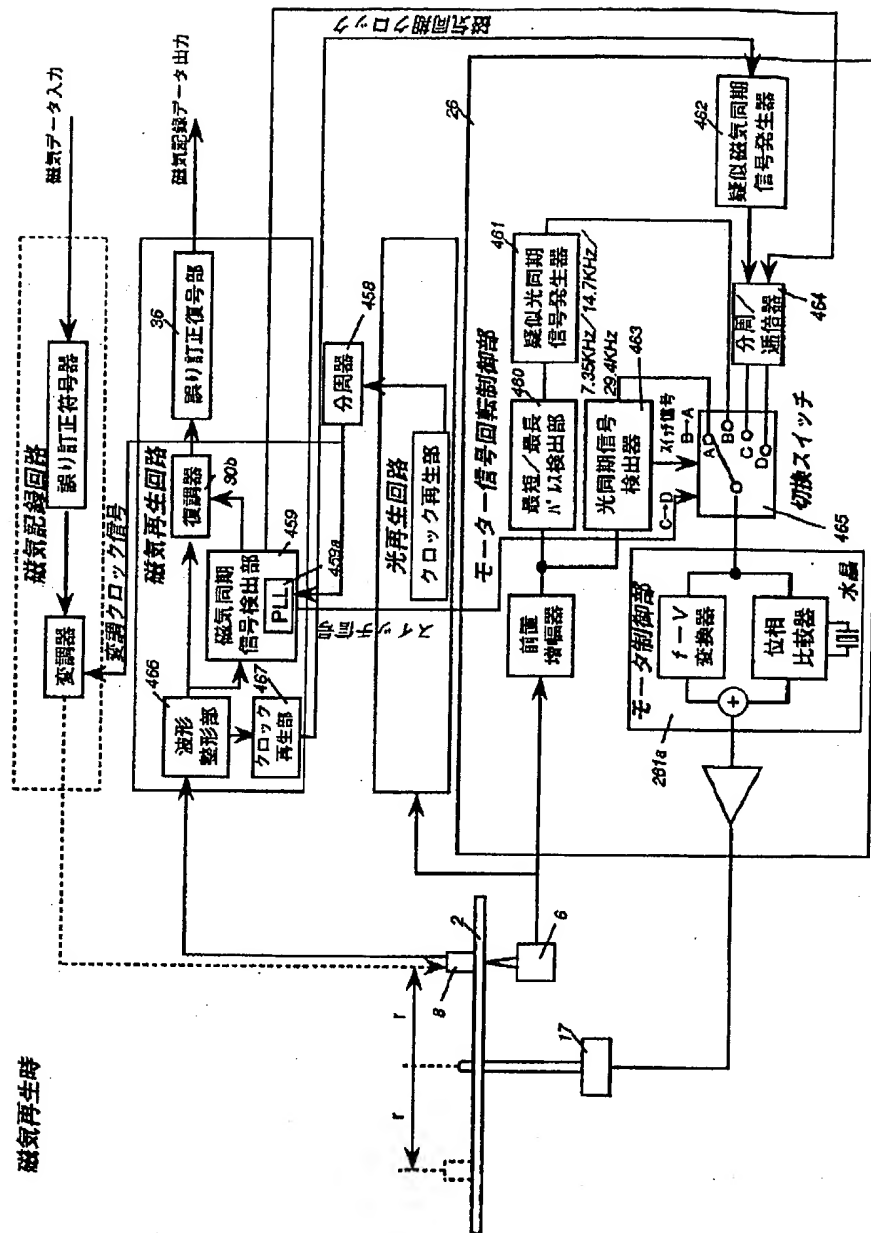 磁気再生時
磁気データ入力
磁気記録回路
誤り訂正符号器
変調器
変調クロック信号
磁気記録データ出力
磁気再生回路
36
誤り訂正復号部
復調器
30b
466
波形
整形部
磁気同期
信号検出部
PLL
459
459a
467
クロック
再生部
スイッチ信号
458
分周器
光再生回路
クロック再生部
磁気同期クロック
26
モーター信号回転制御部
462
疑似磁気同期
信号発生器
461
疑似光同期
信号発生器
460
最短/最長
パルス検出部
7.35KHz/14.7KHz/
29.4KHz
463
光同期信号
検出器
スイッチ信号
B→A
C→D
464
分周/
逓倍器
A
B
C
D
切換スイッチ
465
前置
増幅器
モータ制御部
f-V
変換器
位相
比較器
水晶
+
261a
r
r
8
2
6
17